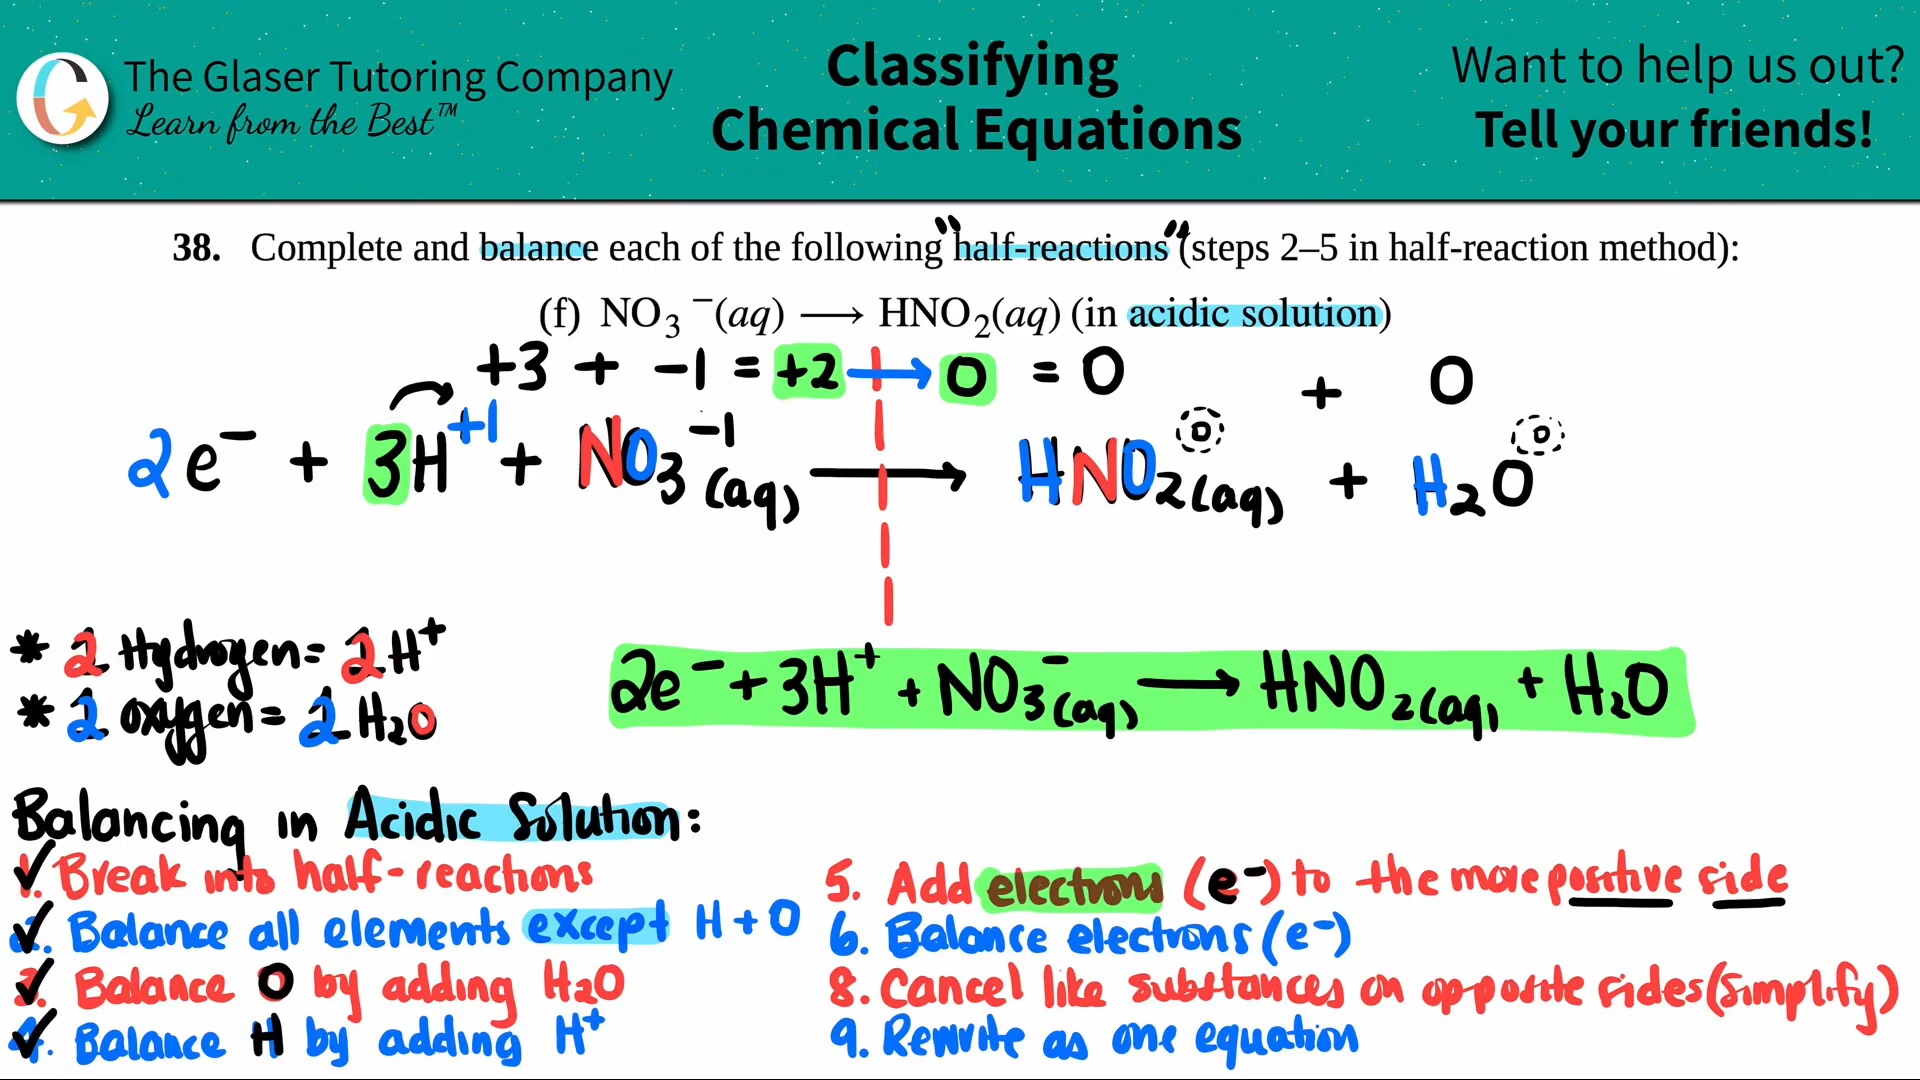 The Glaser Tutoring Company
Learn from the Best™
Classifying
Chemical Equations
Want to help us out?
Tell your friends!
38. Complete and balance each of the following "half-reactions" (steps 2–5 in half-reaction method):
(f) NO₃⁻(aq) ⟶ HNO₂(aq) (in acidic solution)
+3 + -1 = +2 → 0 = 0 + 0
2e⁻ + 3H⁺¹ + NO₃⁻¹(aq) ⟶ HNO₂(aq)⁰ + H₂O⁰
* 2 Hydrogen = 2H⁺
* 2 oxygen = 2H₂O
2e⁻ + 3H⁺ + NO₃⁻(aq) ⟶ HNO₂(aq) + H₂O
Balancing in Acidic Solution:
✓1. Break into half-reactions
✓2. Balance all elements except H + O
✓3. Balance O by adding H₂O
✓4. Balance H by adding H⁺
5. Add electrons (e⁻) to the more positive side
6. Balance electrons (e⁻)
8. Cancel like substances on opposite sides (simplify)
9. Rewrite as one equation